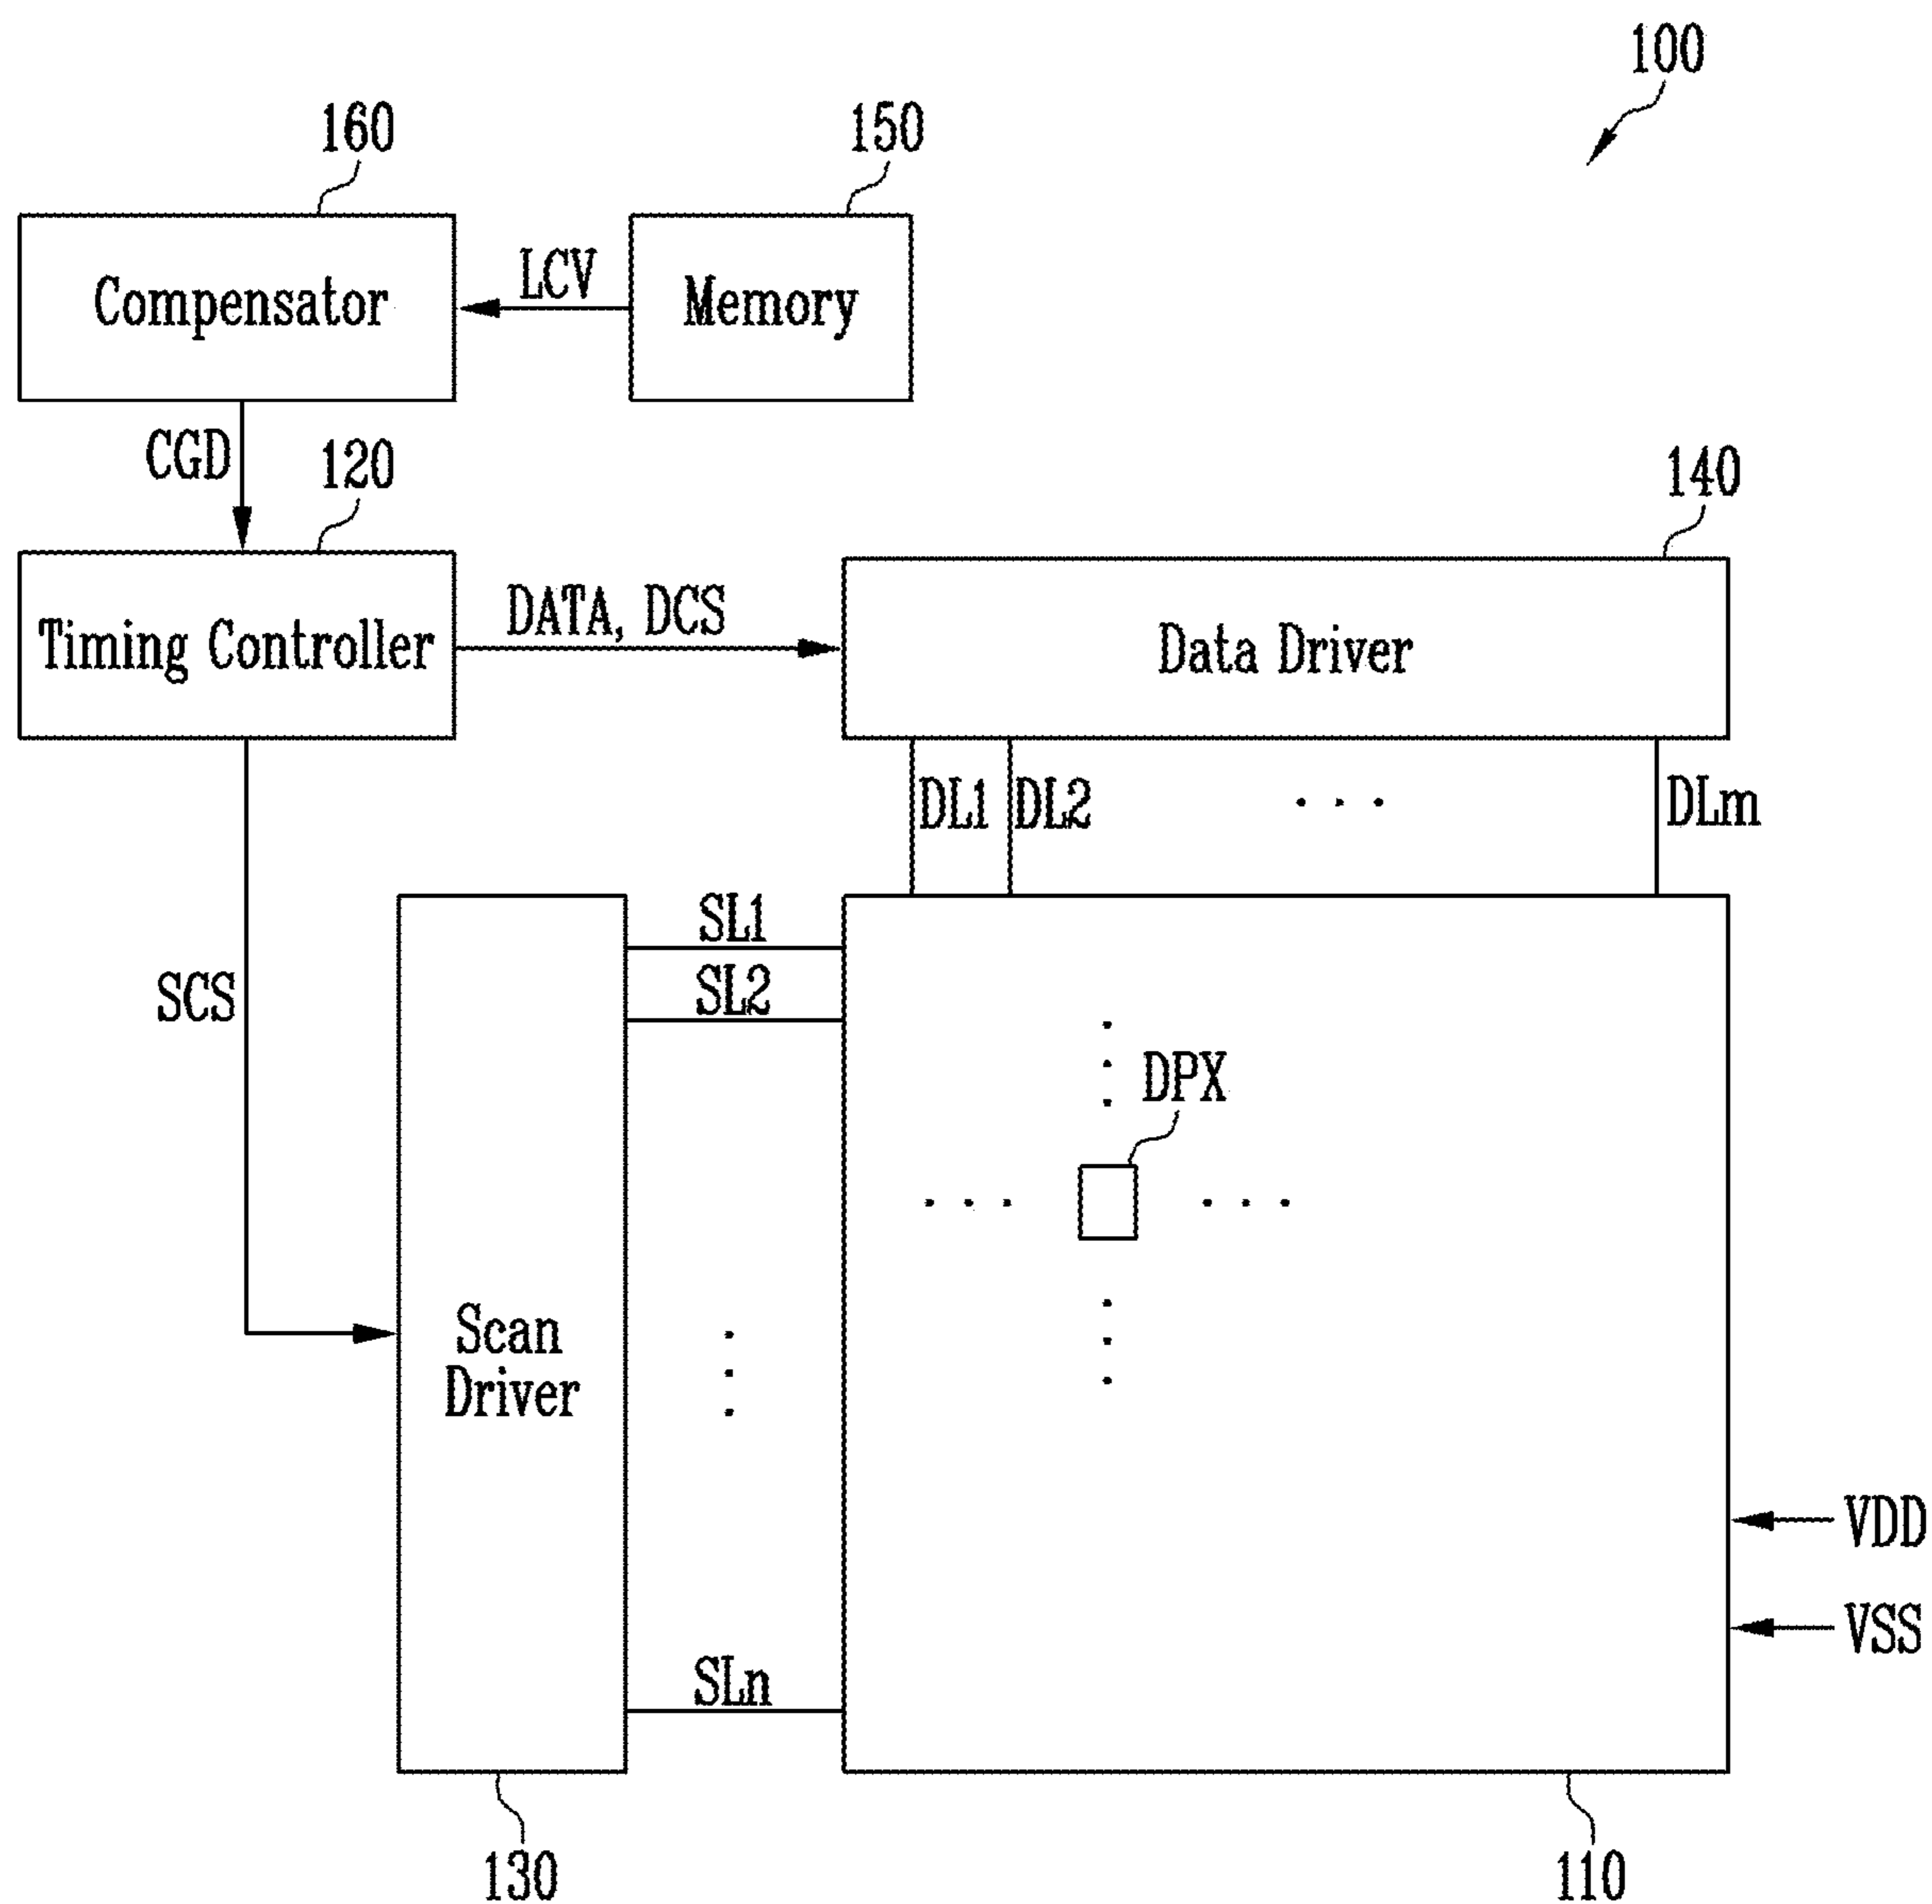 100
160
150
Compensator
LCV
Memory
CGD
120
140
Timing Controller
DATA, DCS
Data Driver
DL1
DL2
DLm
SL1
SL2
SCS
DPX
Scan
Driver
VDD
VSS
SLn
130
110